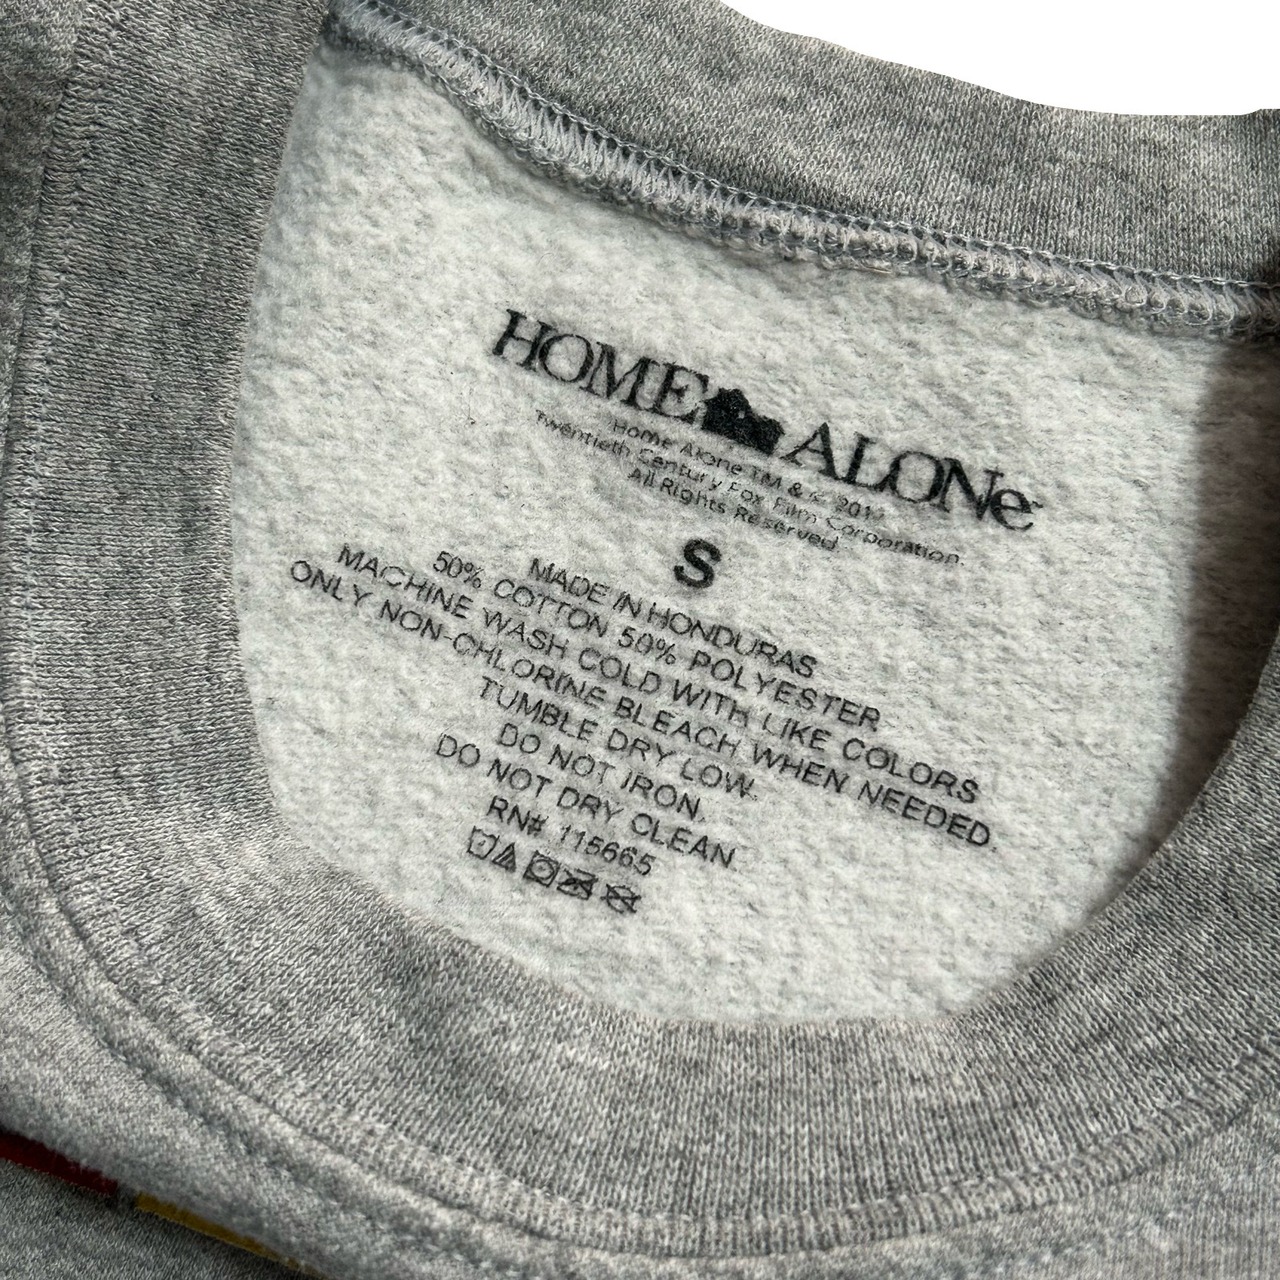 HOME ALONe™
Home Alone TM & ©
Twentieth Century Fox Film Corporation.
All Rights Reserved
S
MADE IN HONDURAS
50% COTTON 50% POLYESTER
MACHINE WASH COLD WITH LIKE COLORS
ONLY NON-CHLORINE BLEACH WHEN NEEDED.
TUMBLE DRY LOW.
DO NOT IRON.
DO NOT DRY CLEAN.
RN# 115665